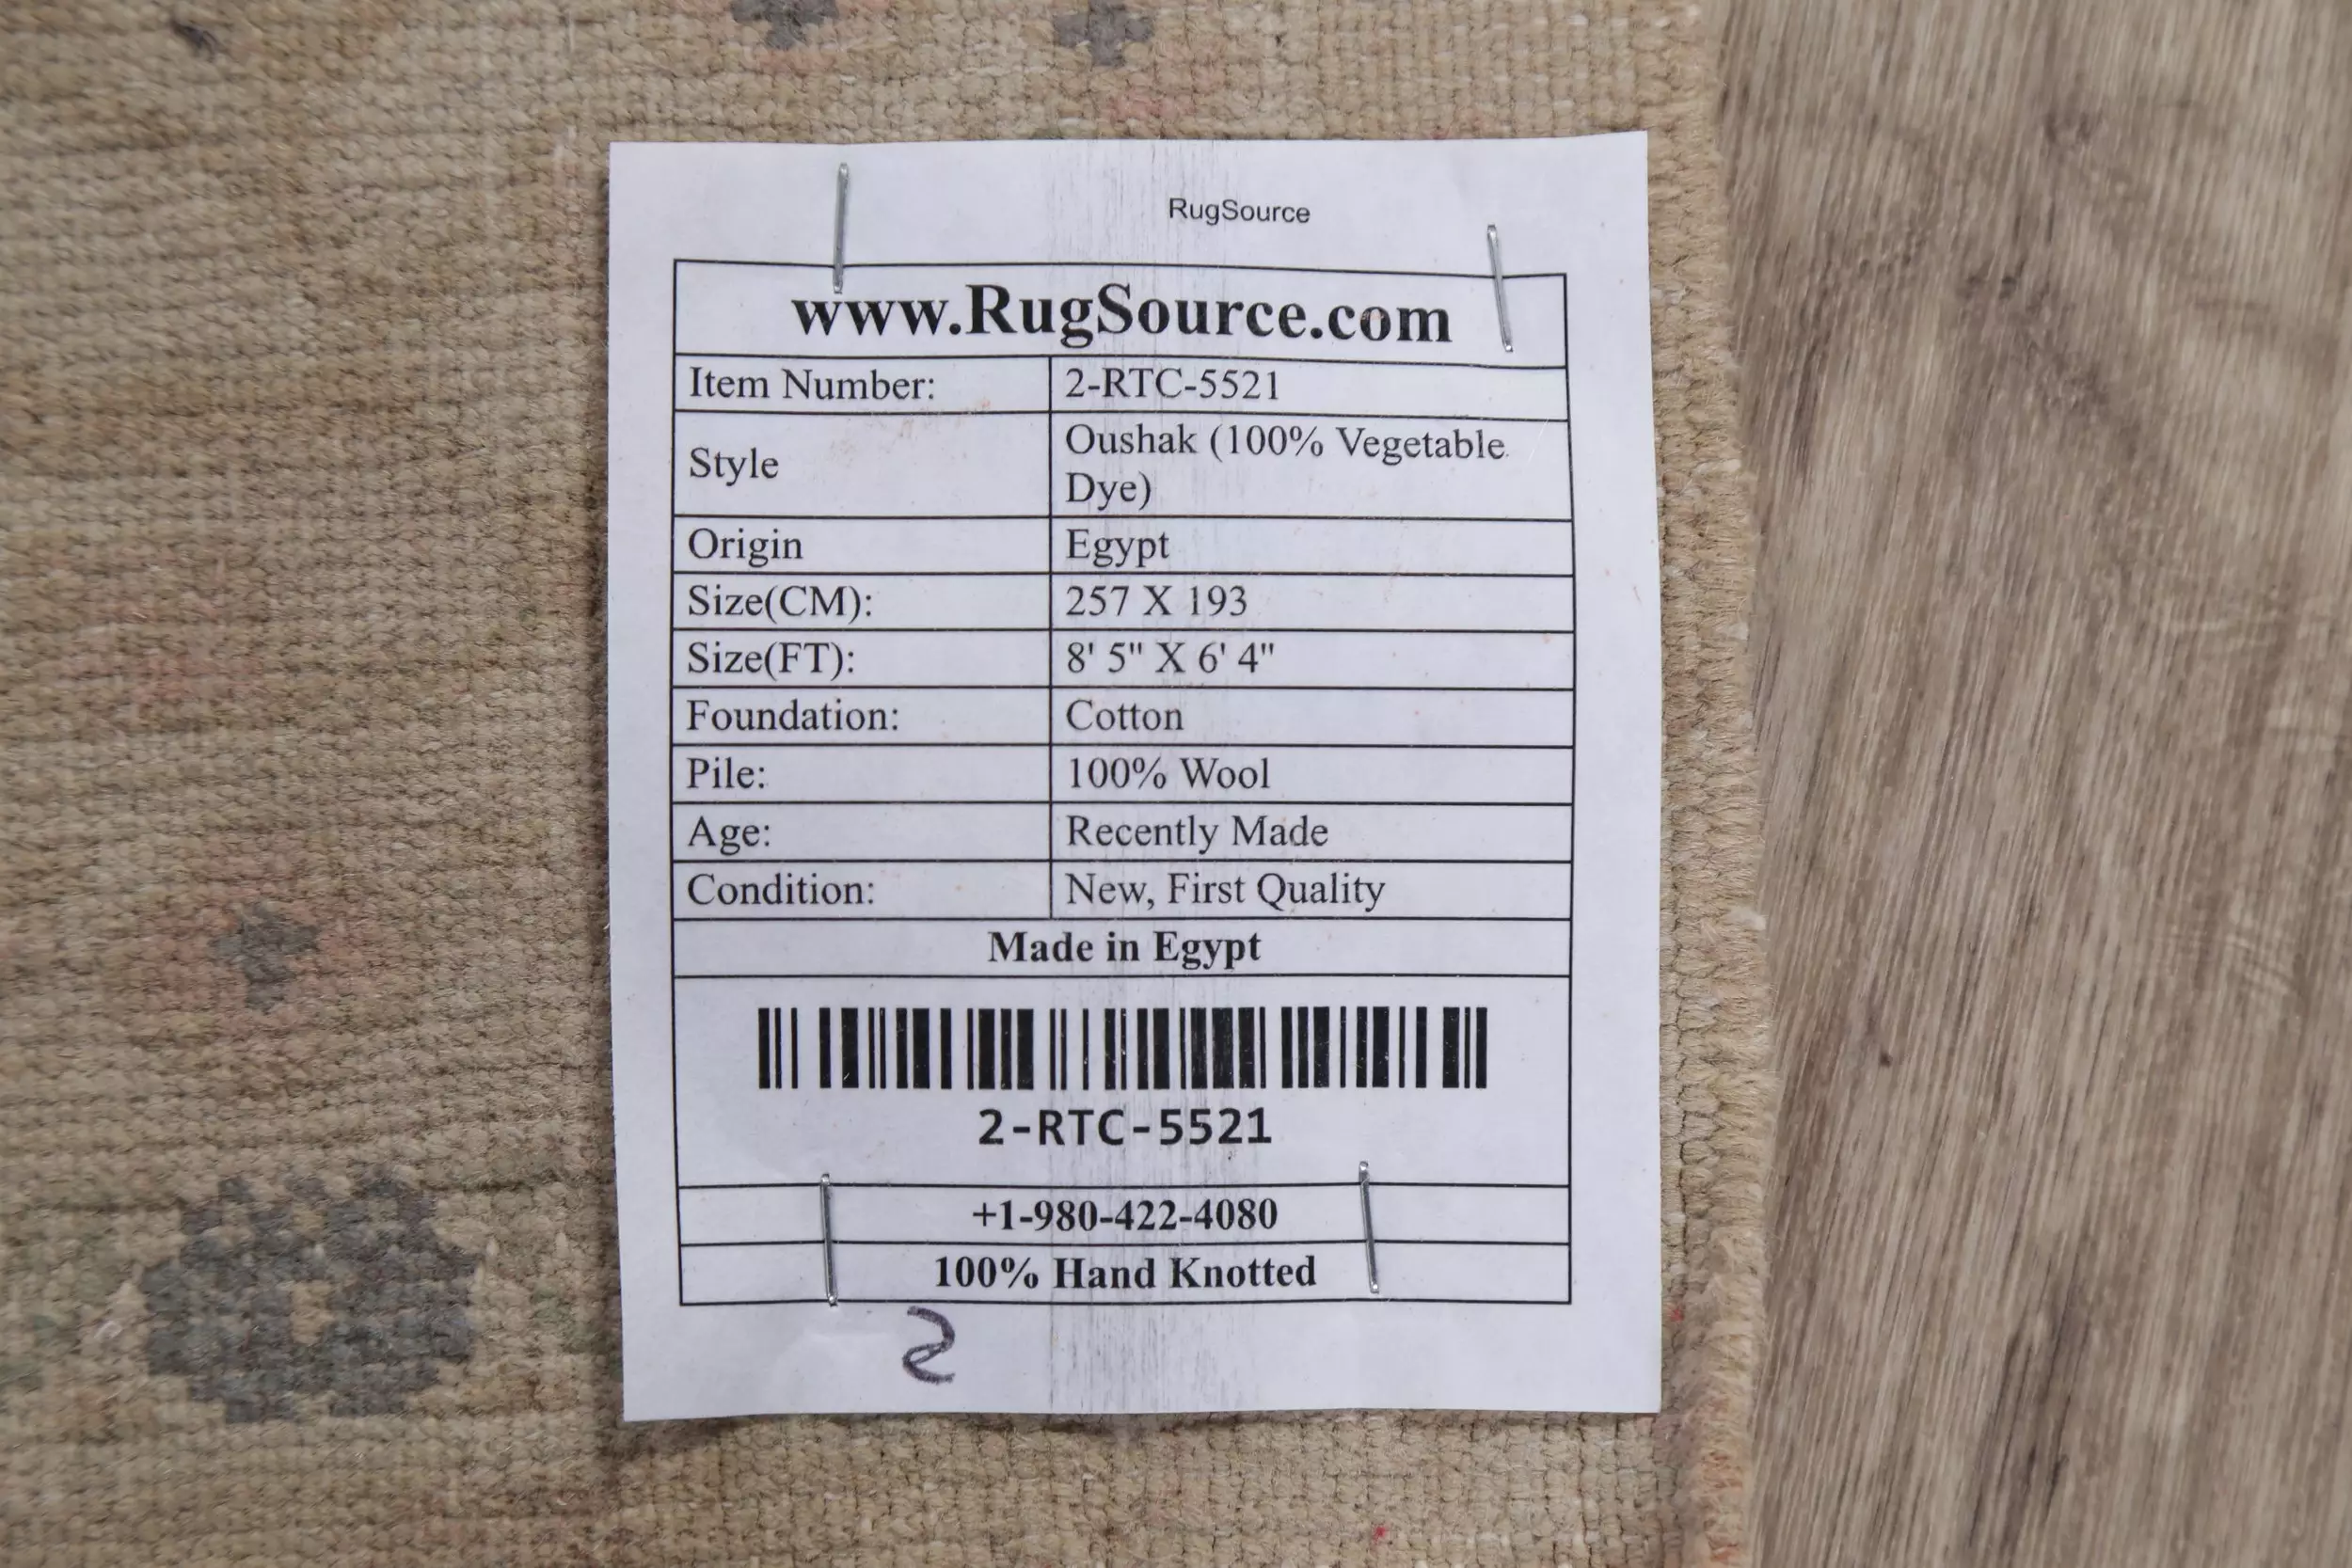 RugSource
www.RugSource.com
Item Number: 2-RTC-5521
Style Oushak (100% Vegetable
Dye)
Origin Egypt
Size(CM): 257 X 193
Size(FT): 8' 5" X 6' 4"
Foundation: Cotton
Pile: 100% Wool
Age: Recently Made
Condition: New, First Quality
Made in Egypt
2-RTC-5521
+1-980-422-4080
100% Hand Knotted
2